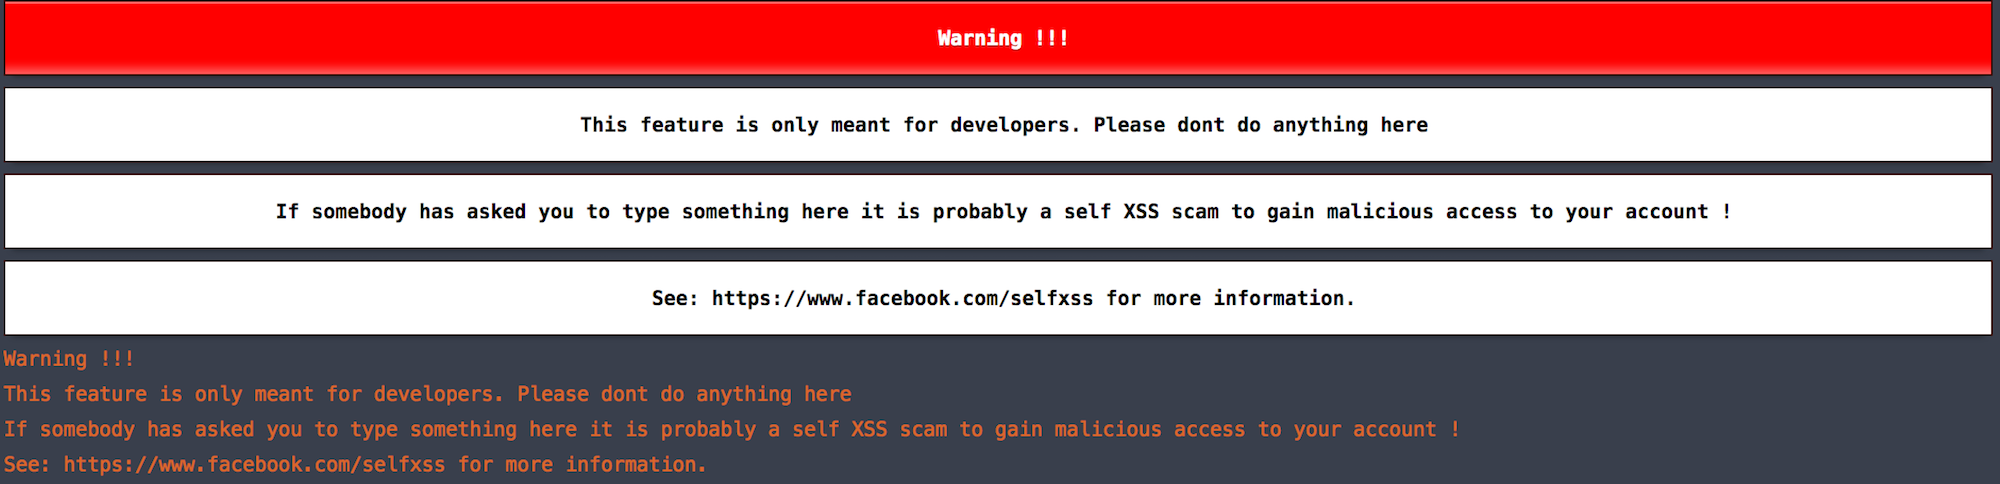 Warning !!!
This feature is only meant for developers. Please dont do anything here
If somebody has asked you to type something here it is probably a self XSS scam to gain malicious access to your account !
See: https://www.facebook.com/selfxss for more information.
Warning !!!
This feature is only meant for developers. Please dont do anything here
If somebody has asked you to type something here it is probably a self XSS scam to gain malicious access to your account !
See: https://www.facebook.com/selfxss for more information.